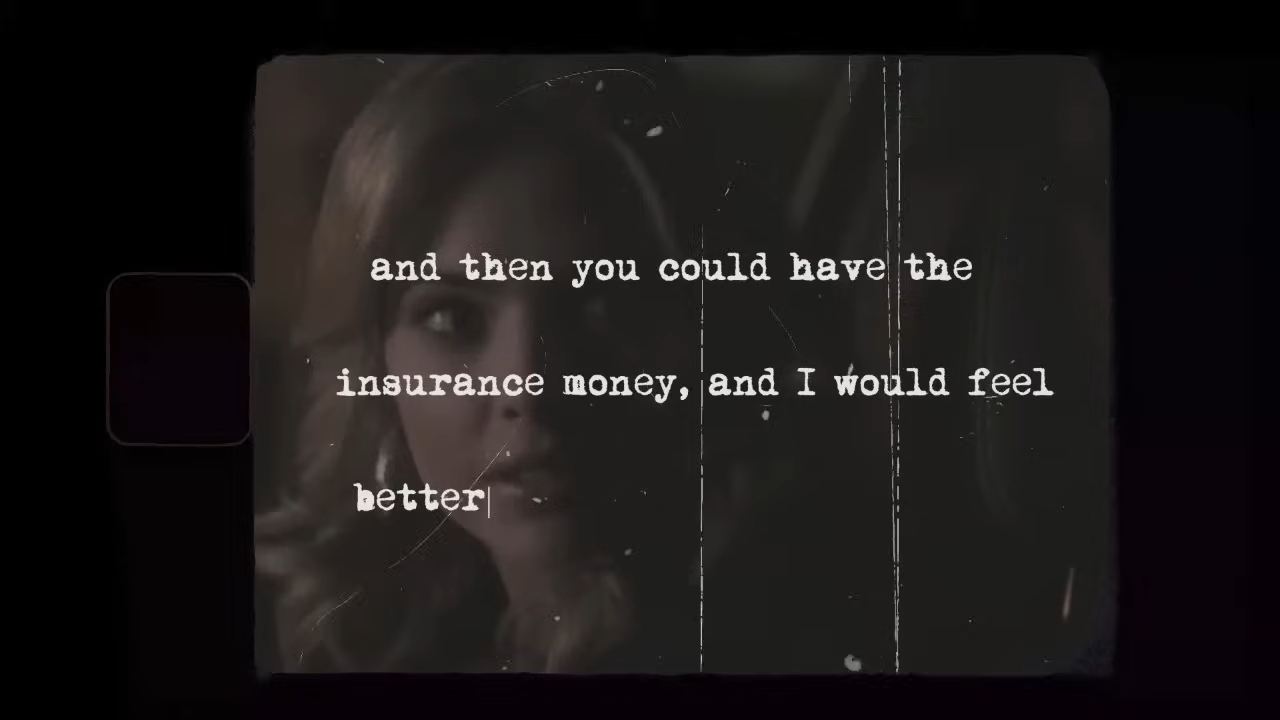 and then you could have the
insurance money, and I would feel
better